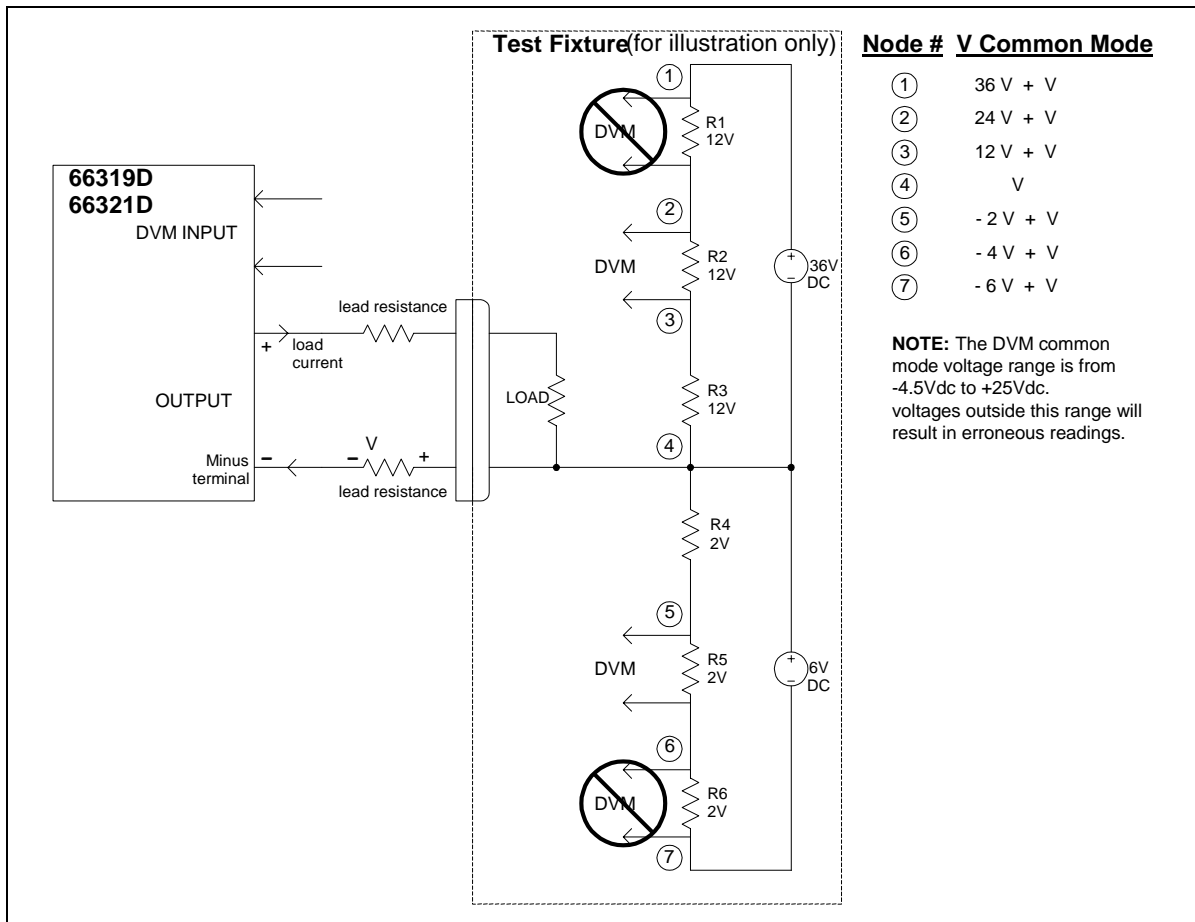 Test Fixture(for illustration only)
Node # V Common Mode
1 36 V + V
2 24 V + V
3 12 V + V
4 V
5 - 2 V + V
6 - 4 V + V
7 - 6 V + V
NOTE: The DVM common
mode voltage range is from
-4.5Vdc to +25Vdc.
voltages outside this range will
result in erroneous readings.
66319D
66321D
DVM INPUT
OUTPUT
Minus
terminal
+
load
current
lead resistance
LOAD
–
– V +
lead resistance
1
DVM
R1
12V
2
DVM
R2
12V
3
R3
12V
4
+
–
36V
DC
R4
2V
5
DVM
R5
2V
6
DVM
R6
2V
7
+
–
6V
DC